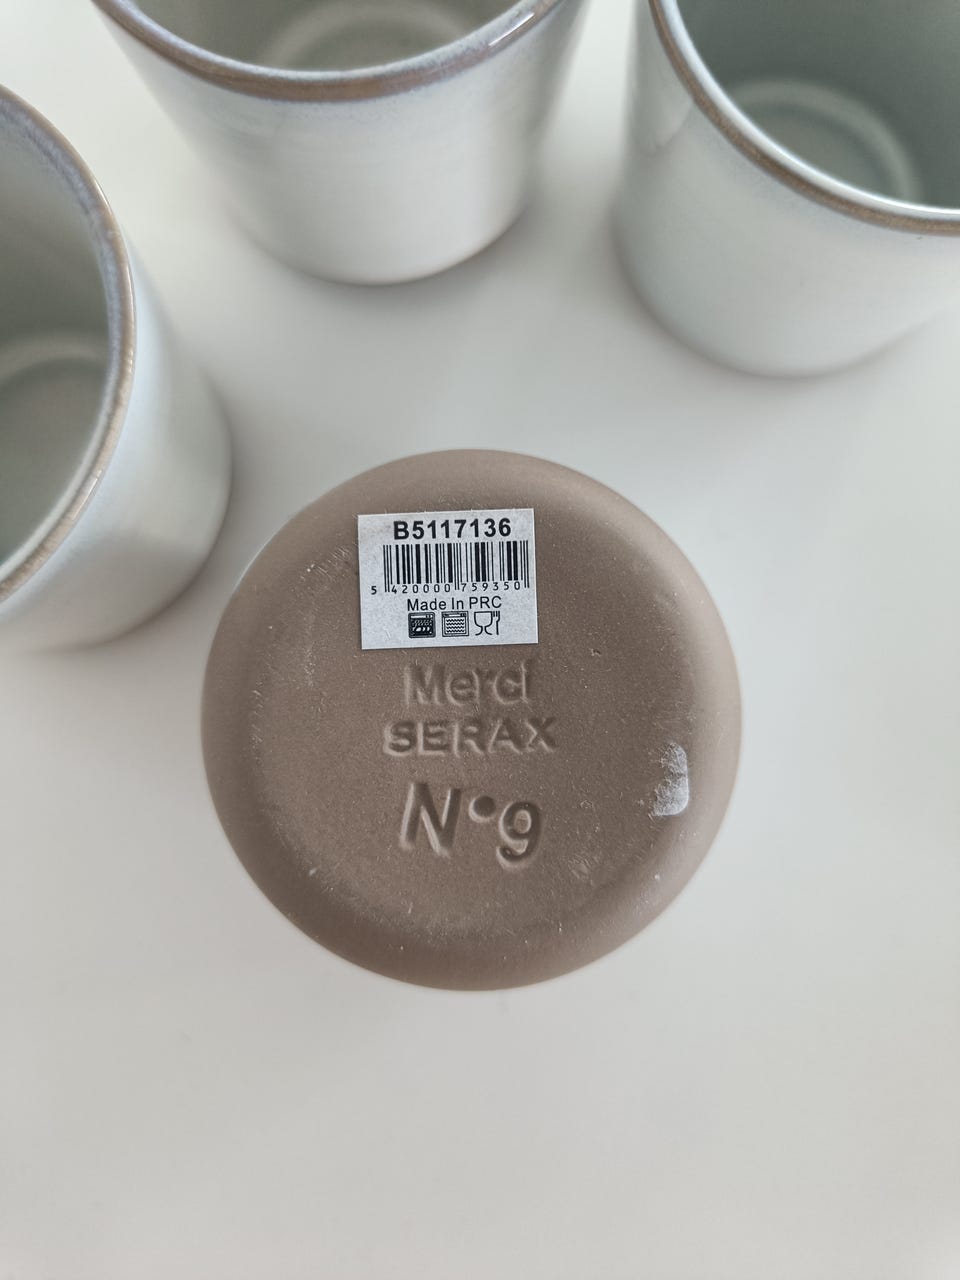 B5117136
5 420000 759350
Made In PRC
Merci
SERAX
N°9